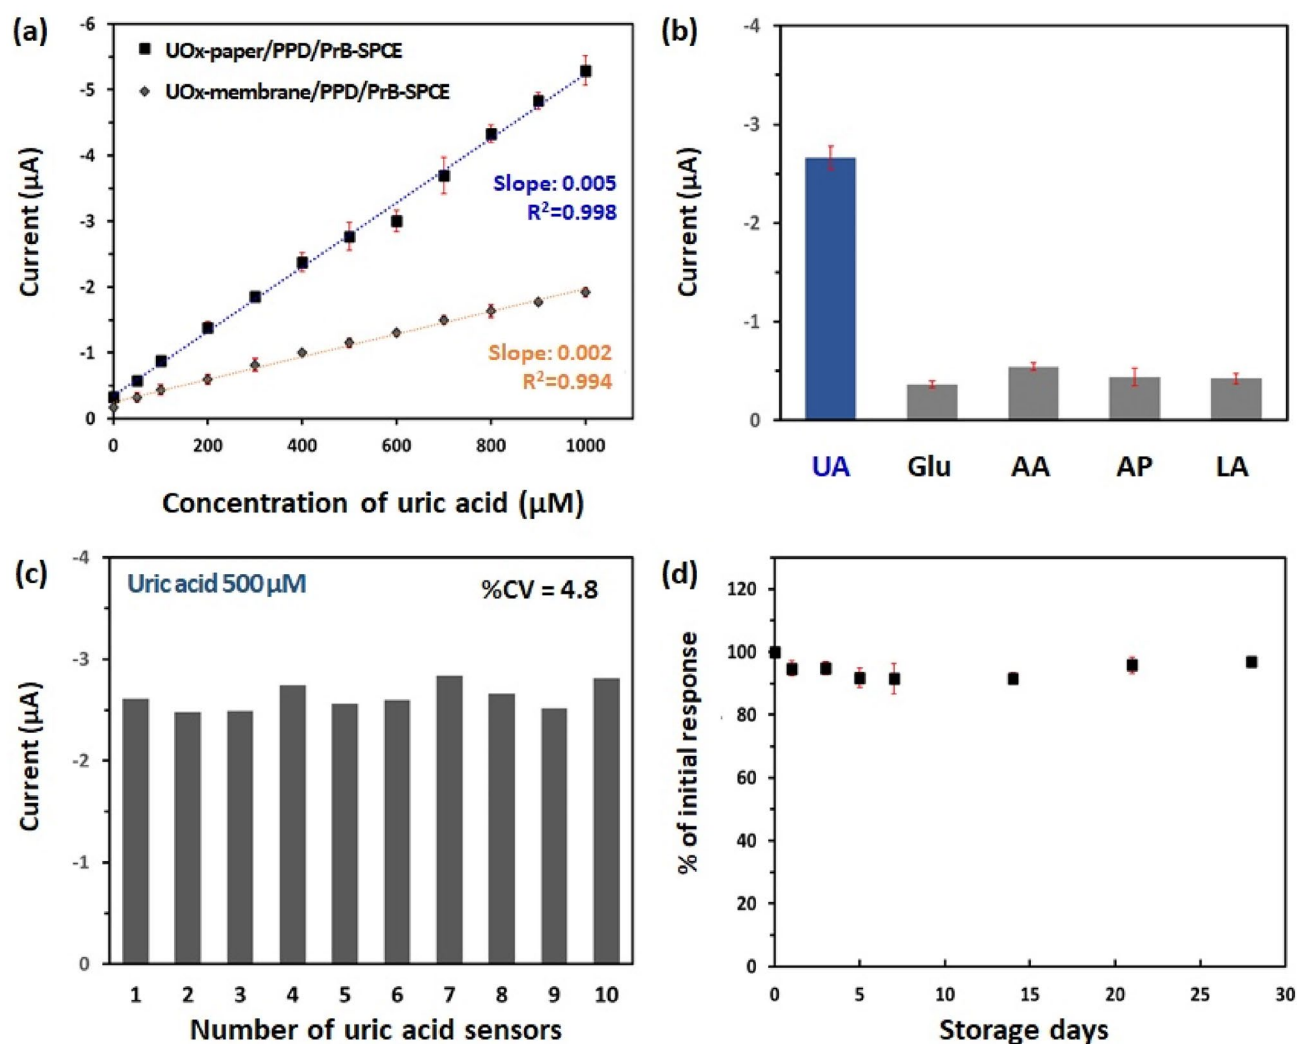 (a)
-6
-5
-4
-3
-2
-1
0
Current (µA)
UOx-paper/PPD/PrB-SPCE
UOx-membrane/PPD/PrB-SPCE
Slope: 0.005
R²=0.998
Slope: 0.002
R²=0.994
0 200 400 600 800 1000
Concentration of uric acid (µM)
(b)
-4
-3
-2
-1
0
Current (µA)
UA Glu AA AP LA
(c)
-4
-3
-2
-1
0
Current (µA)
Uric acid 500 µM
%CV = 4.8
1 2 3 4 5 6 7 8 9 10
Number of uric acid sensors
(d)
120
100
80
60
40
20
0
% of initial response
0 5 10 15 20 25 30
Storage days